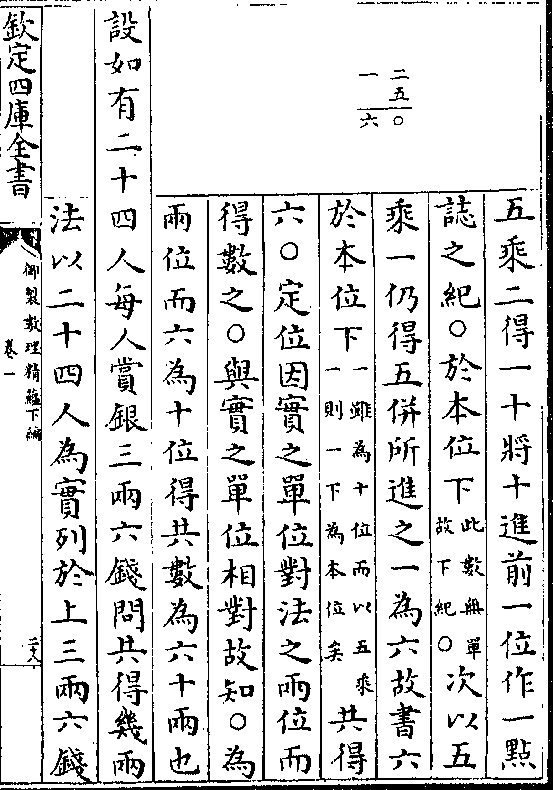 二五〇
一六
五乘二得一十將十進前一位作一點
誌之紀〇於本位下此數無單故下紀〇次以五
乘一仍得五併所進之一為六故書六
於本位下一雖為十位而以五乘一則一下為本位矣共得
六〇定位因實之單位對法之兩位而
得數之〇與實之單位相對故知〇為
兩位而六為十位得共數為六十兩也
設如有二十四人每人賞銀三兩六錢問共得幾兩
法以二十四人為實列於上三兩六錢
欽定四庫全書
御製數理精蘊下編
卷一
二八